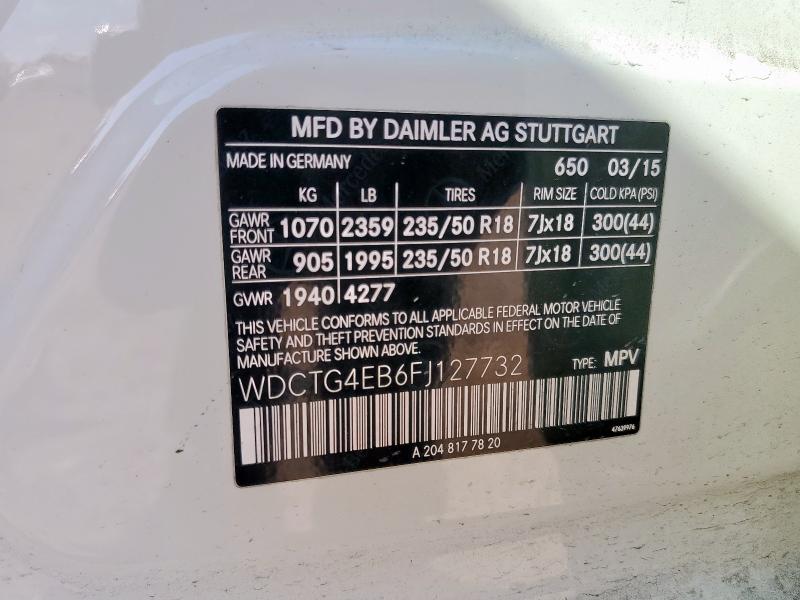 MFD BY DAIMLER AG STUTTGART
MADE IN GERMANY 650 03/15
KG LB TIRES RIM SIZE COLD KPA (PSI)
GAWR FRONT 1070 2359 235/50 R18 7Jx18 300(44)
GAWR REAR 905 1995 235/50 R18 7Jx18 300(44)
GVWR 1940 4277
THIS VEHICLE CONFORMS TO ALL APPLICABLE FEDERAL MOTOR VEHICLE
SAFETY AND THEFT PREVENTION STANDARDS IN EFFECT ON THE DATE OF
MANUFACTURE SHOWN ABOVE.
WDCTG4EB6FJ127732 TYPE: MPV
A 204 817 78 20 47639976